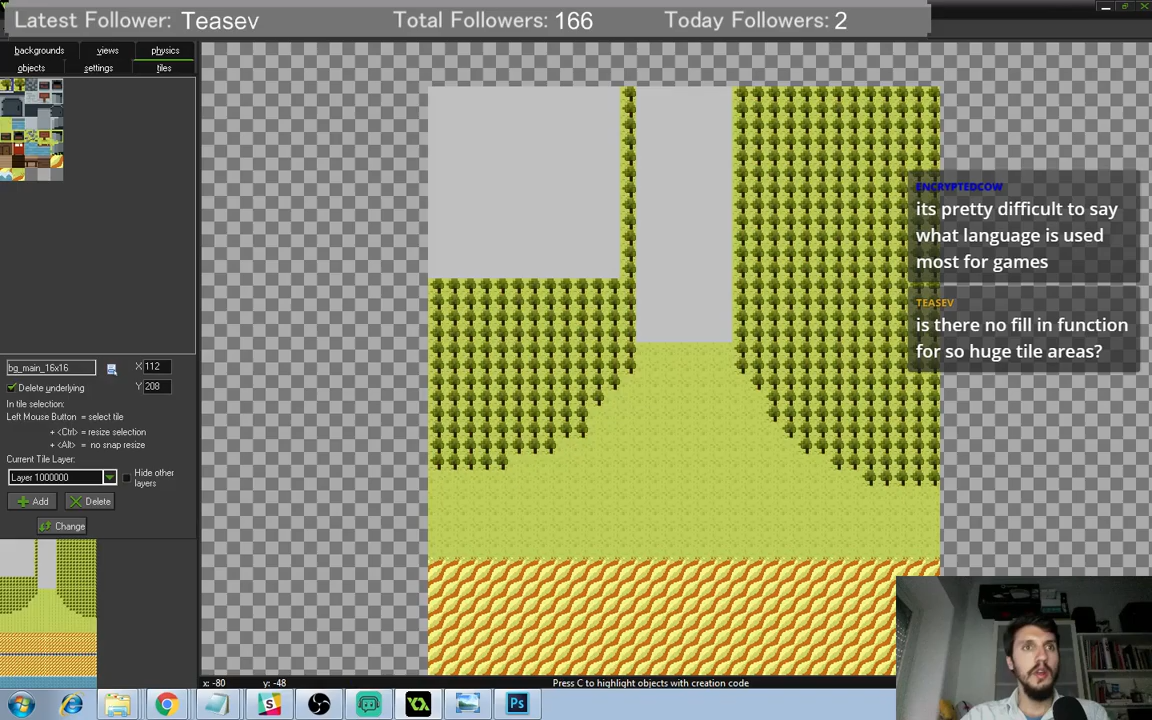 Latest Follower: Teasev Total Followers: 166 Today Followers: 2
backgrounds views physics
objects settings tiles
bg_main_16x16 X 112
Delete underlying Y 208
In tile selection:
Left Mouse Button = select tile
+ <Ctrl> = resize selection
+ <Alt> = no snap resize
Current Tile Layer:
Layer 1000000 Hide other layers
Add Delete
Change
ENCRYPTEDCOW
its pretty difficult to say
what language is used
most for games
TEASEV
is there no fill in function
for so huge tile areas?
x: -80 y: -48 Press C to highlight objects with creation code
Ps